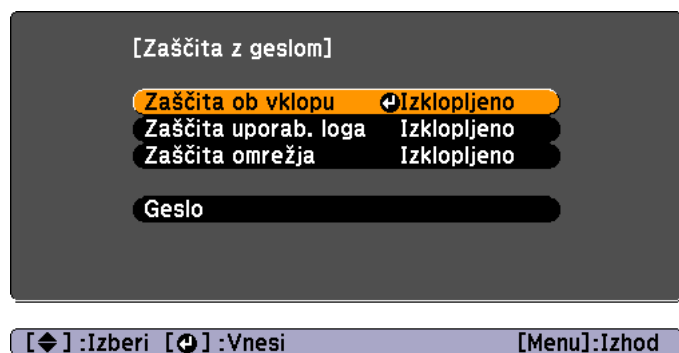 [Zaščita z geslom]
Zaščita ob vklopu Izklopljeno
Zaščita uporab. loga Izklopljeno
Zaščita omrežja Izklopljeno
Geslo
[◆] :Izberi [⏎] :Vnesi [Menu]:Izhod